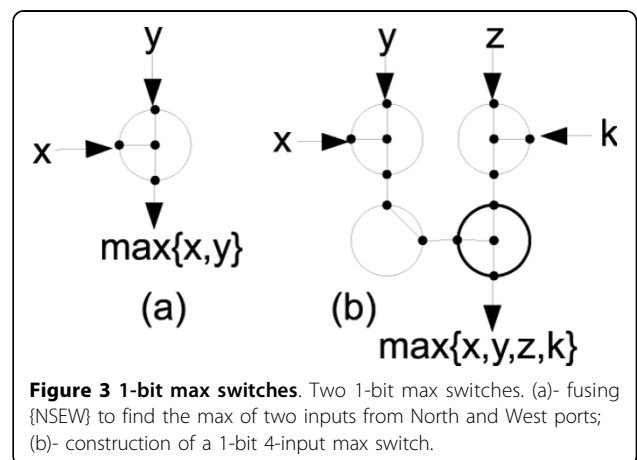 y
x
max{x,y}
(a)
y
z
x
k
(b)
max{x,y,z,k}
Figure 3 1-bit max switches. Two 1-bit max switches. (a)- fusing
{NSEW} to find the max of two inputs from North and West ports;
(b)- construction of a 1-bit 4-input max switch.